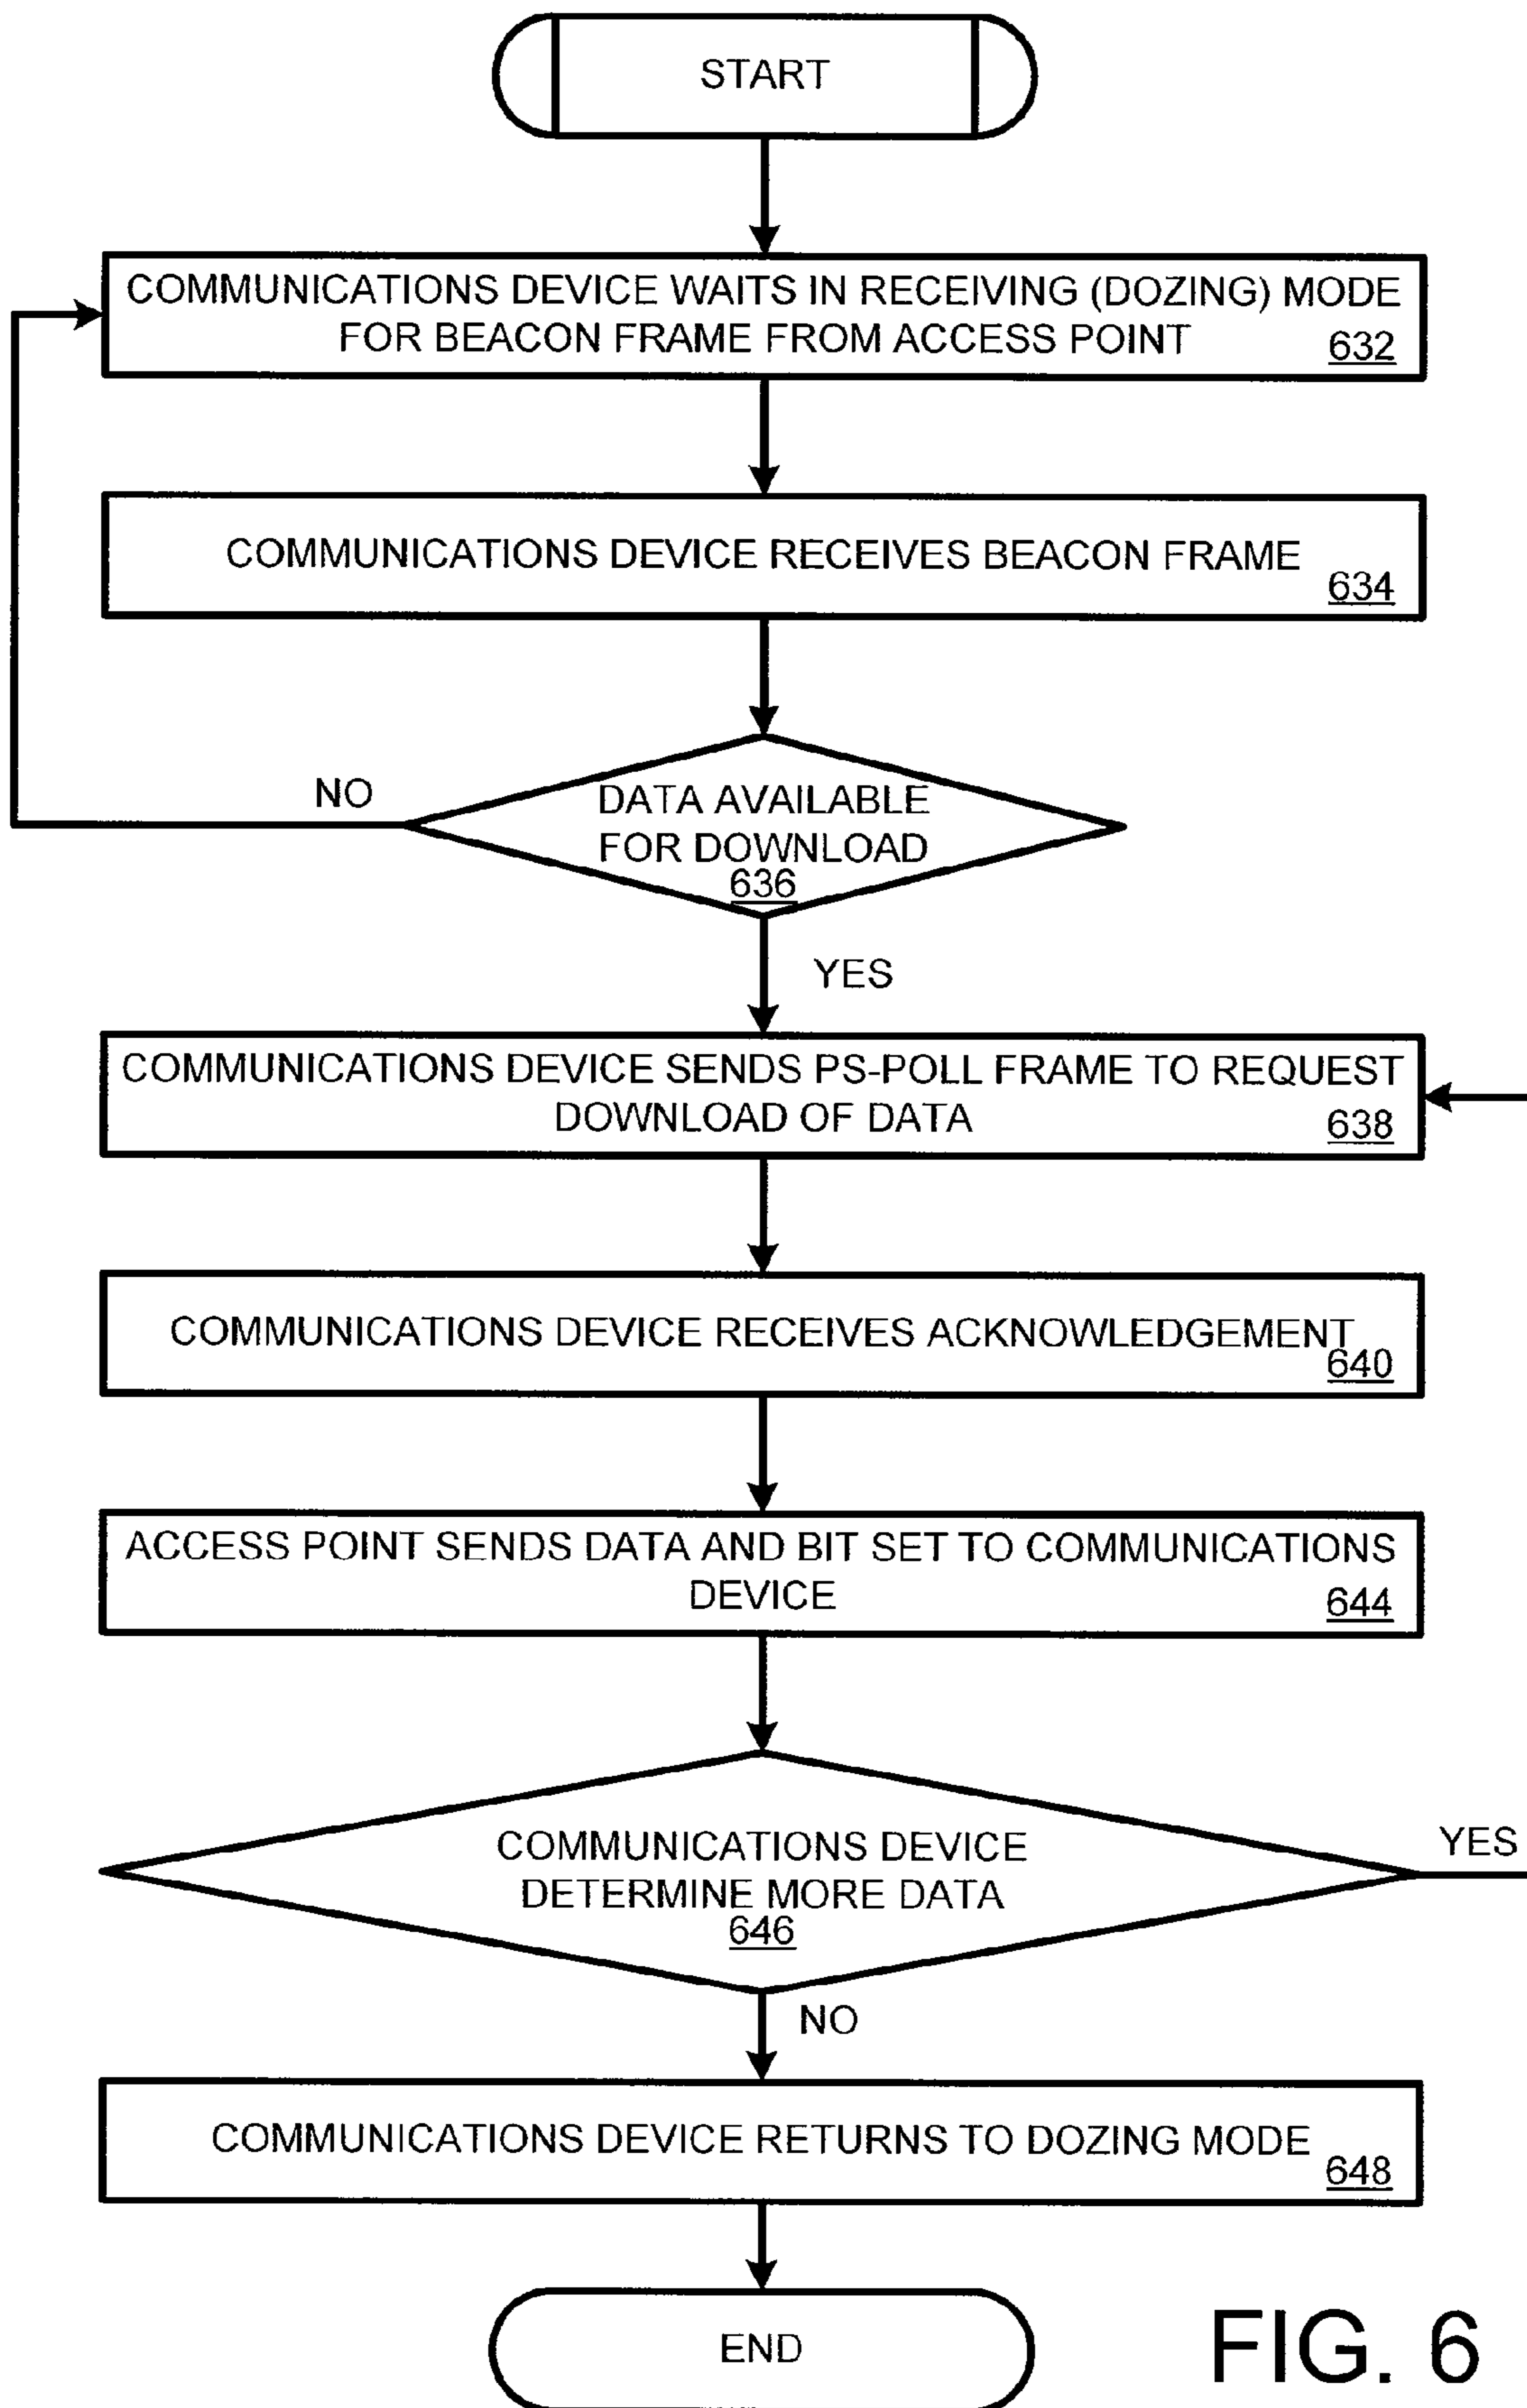 START
COMMUNICATIONS DEVICE WAITS IN RECEIVING (DOZING) MODE
FOR BEACON FRAME FROM ACCESS POINT
632
COMMUNICATIONS DEVICE RECEIVES BEACON FRAME
634
NO
DATA AVAILABLE
FOR DOWNLOAD
636
YES
COMMUNICATIONS DEVICE SENDS PS-POLL FRAME TO REQUEST
DOWNLOAD OF DATA
638
COMMUNICATIONS DEVICE RECEIVES ACKNOWLEDGEMENT
640
ACCESS POINT SENDS DATA AND BIT SET TO COMMUNICATIONS
DEVICE
644
YES
COMMUNICATIONS DEVICE
DETERMINE MORE DATA
646
NO
COMMUNICATIONS DEVICE RETURNS TO DOZING MODE
648
END
FIG. 6